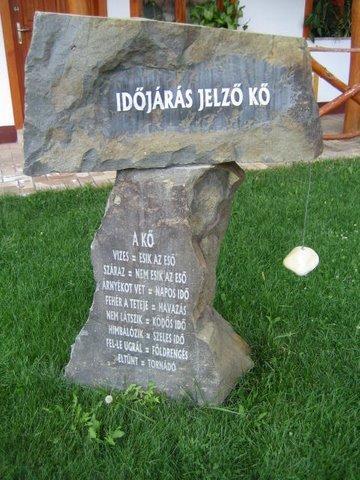 IDŐJÁRÁS JELZŐ KŐ
A KŐ
VIZES = ESIK AZ ESŐ
SZÁRAZ = NEM ESIK AZ ESŐ
ÁRNYÉKOT VET = NAPOS IDŐ
FEHÉR A TETEJE = HAVAZÁS
NEM LÁTSZIK = KÖDÖS IDŐ
HIMBÁLÓZIK = SZELES IDŐ
FEL-LE UGRÁL = FÖLDRENGÉS
ELTŰNT = TORNÁDÓ